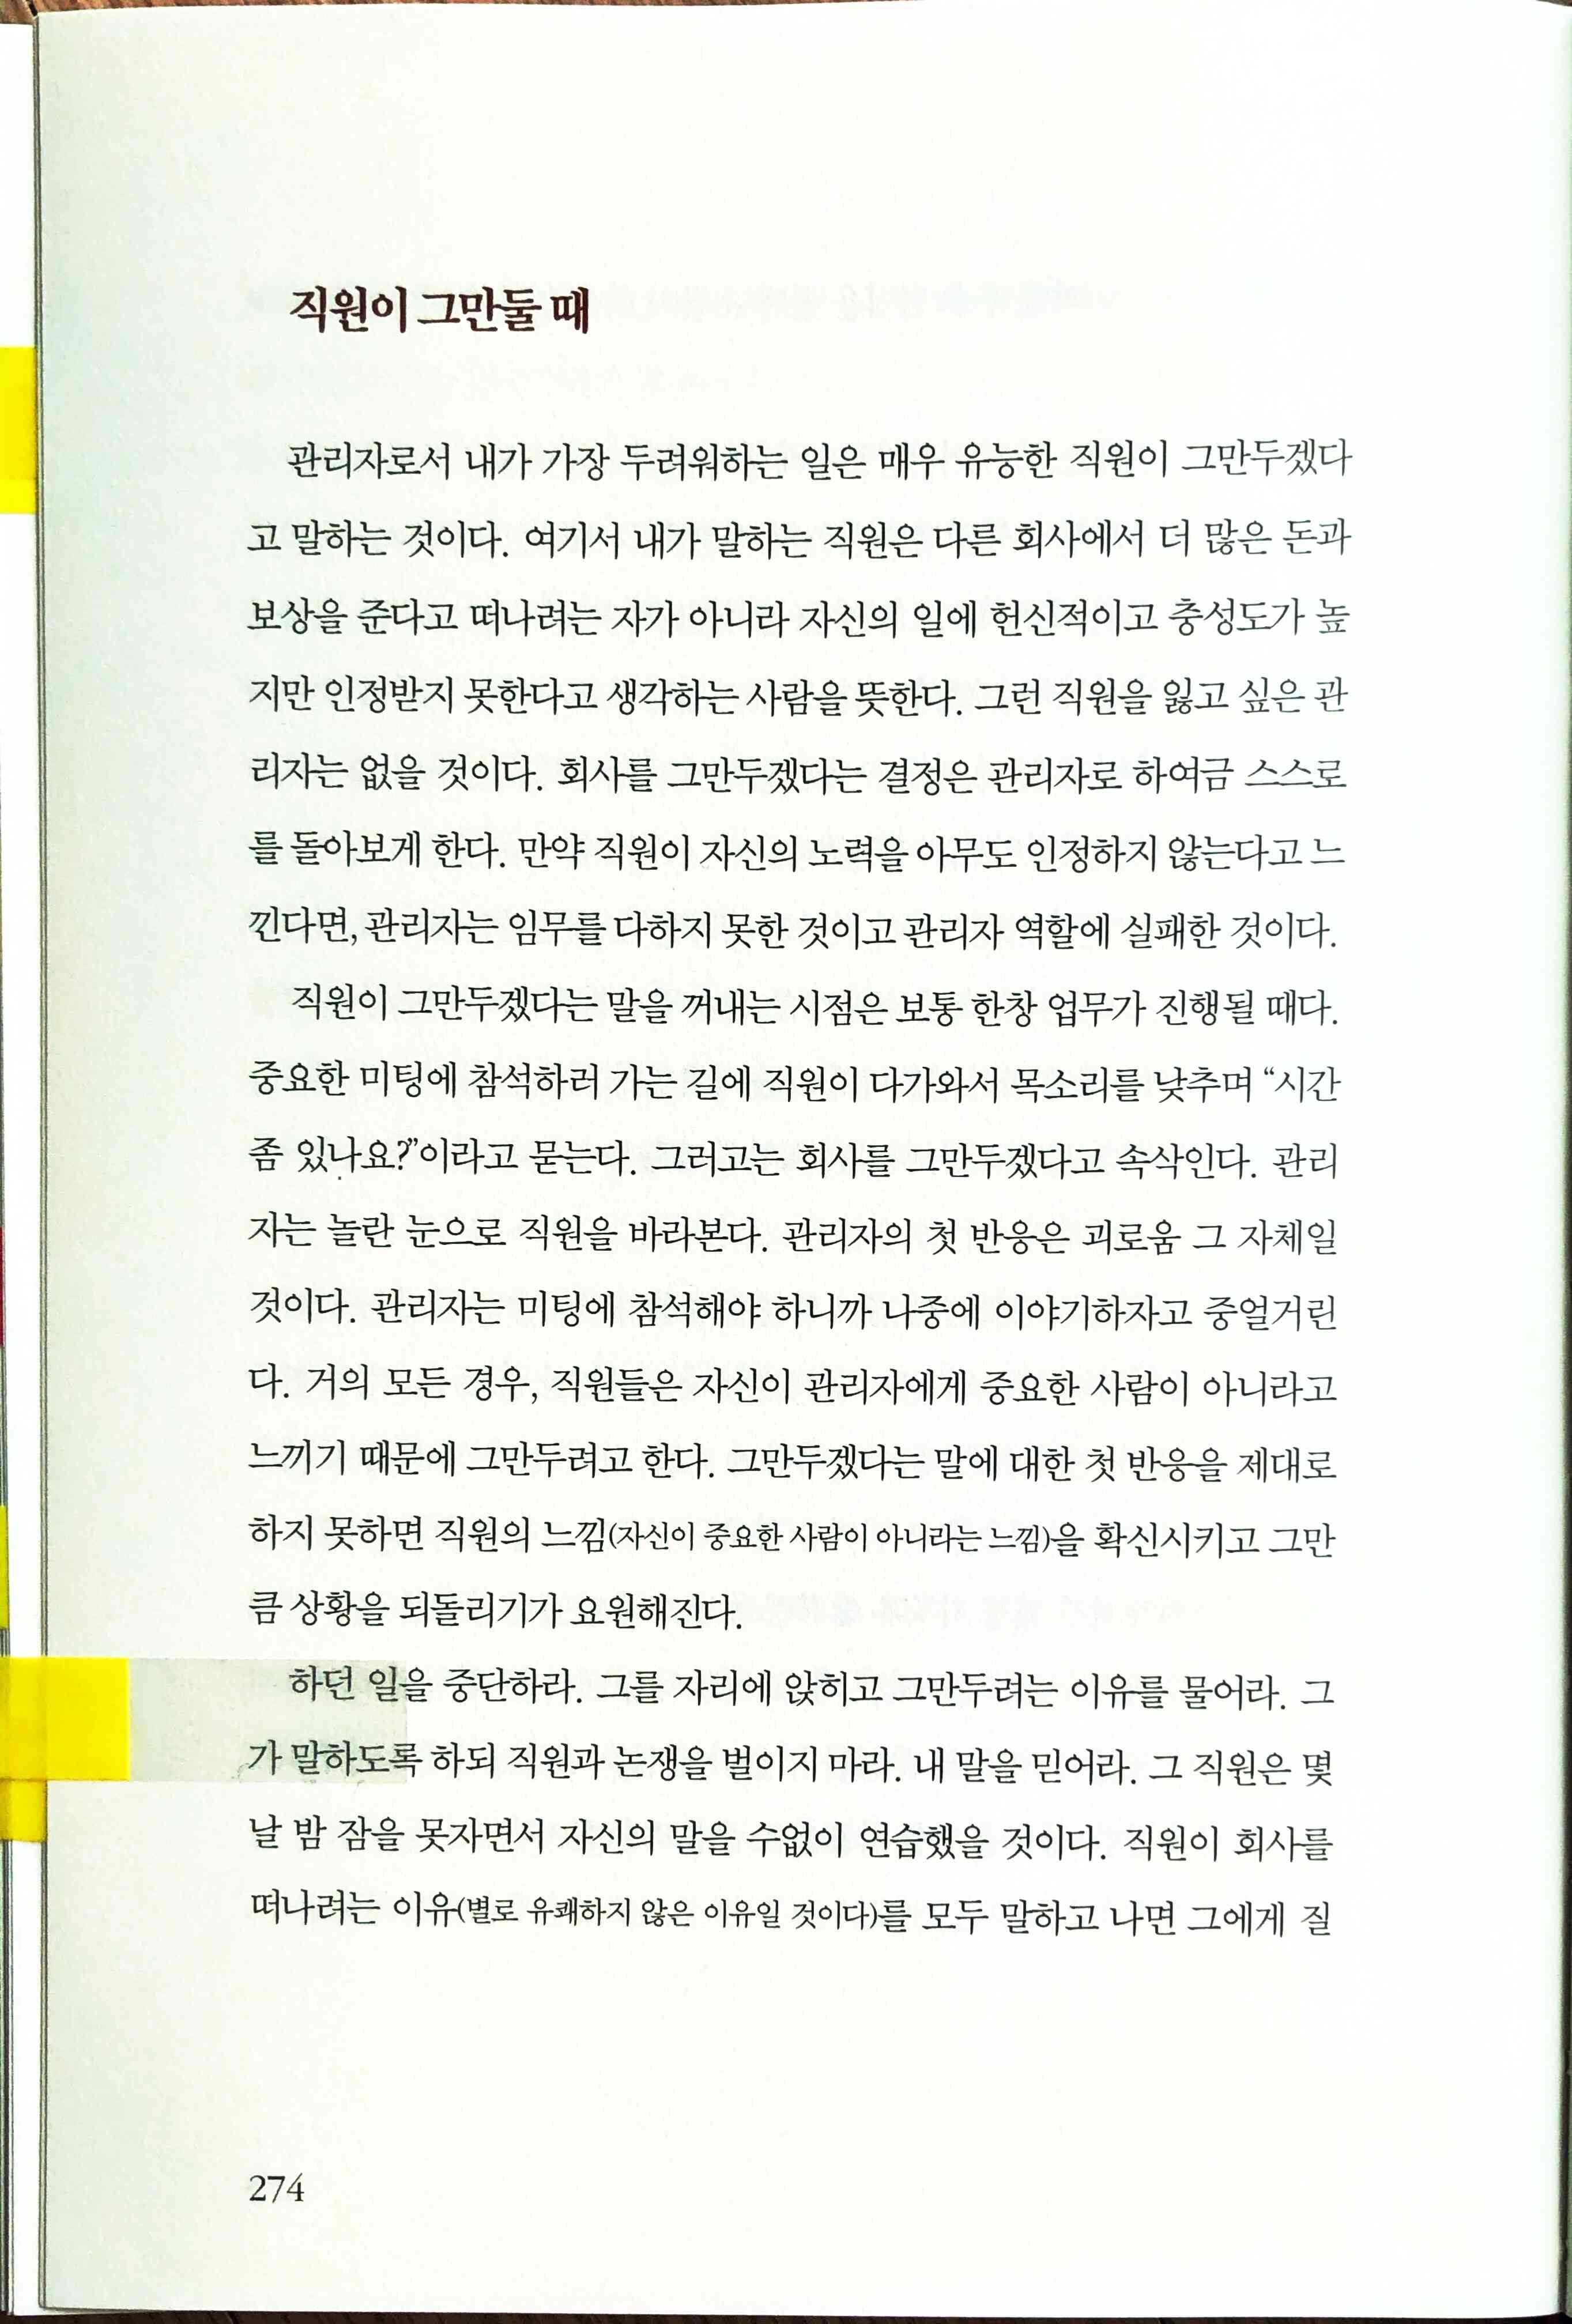 직원이 그만둘 때
관리자로서 내가 가장 두려워하는 일은 매우 유능한 직원이 그만두겠다
고 말하는 것이다. 여기서 내가 말하는 직원은 다른 회사에서 더 많은 돈과
보상을 준다고 떠나려는 자가 아니라 자신의 일에 헌신적이고 충성도가 높
지만 인정받지 못한다고 생각하는 사람을 뜻한다. 그런 직원을 잃고 싶은 관
리자는 없을 것이다. 회사를 그만두겠다는 결정은 관리자로 하여금 스스로
를 돌아보게 한다. 만약 직원이 자신의 노력을 아무도 인정하지 않는다고 느
낀다면, 관리자는 임무를 다하지 못한 것이고 관리자 역할에 실패한 것이다.
직원이 그만두겠다는 말을 꺼내는 시점은 보통 한창 업무가 진행될 때다.
중요한 미팅에 참석하러 가는 길에 직원이 다가와서 목소리를 낮추며 “시간
좀 있나요?”이라고 묻는다. 그러고는 회사를 그만두겠다고 속삭인다. 관리
자는 놀란 눈으로 직원을 바라본다. 관리자의 첫 반응은 괴로움 그 자체일
것이다. 관리자는 미팅에 참석해야 하니까 나중에 이야기하자고 중얼거린
다. 거의 모든 경우, 직원들은 자신이 관리자에게 중요한 사람이 아니라고
느끼기 때문에 그만두려고 한다. 그만두겠다는 말에 대한 첫 반응을 제대로
하지 못하면 직원의 느낌(자신이 중요한 사람이 아니라는 느낌)을 확신시키고 그만
큼 상황을 되돌리기가 요원해진다.
하던 일을 중단하라. 그를 자리에 앉히고 그만두려는 이유를 물어라. 그
가 말하도록 하되 직원과 논쟁을 벌이지 마라. 내 말을 믿어라. 그 직원은 몇
날 밤 잠을 못자면서 자신의 말을 수없이 연습했을 것이다. 직원이 회사를
떠나려는 이유(별로 유쾌하지 않은 이유일 것이다)를 모두 말하고 나면 그에게 질
274